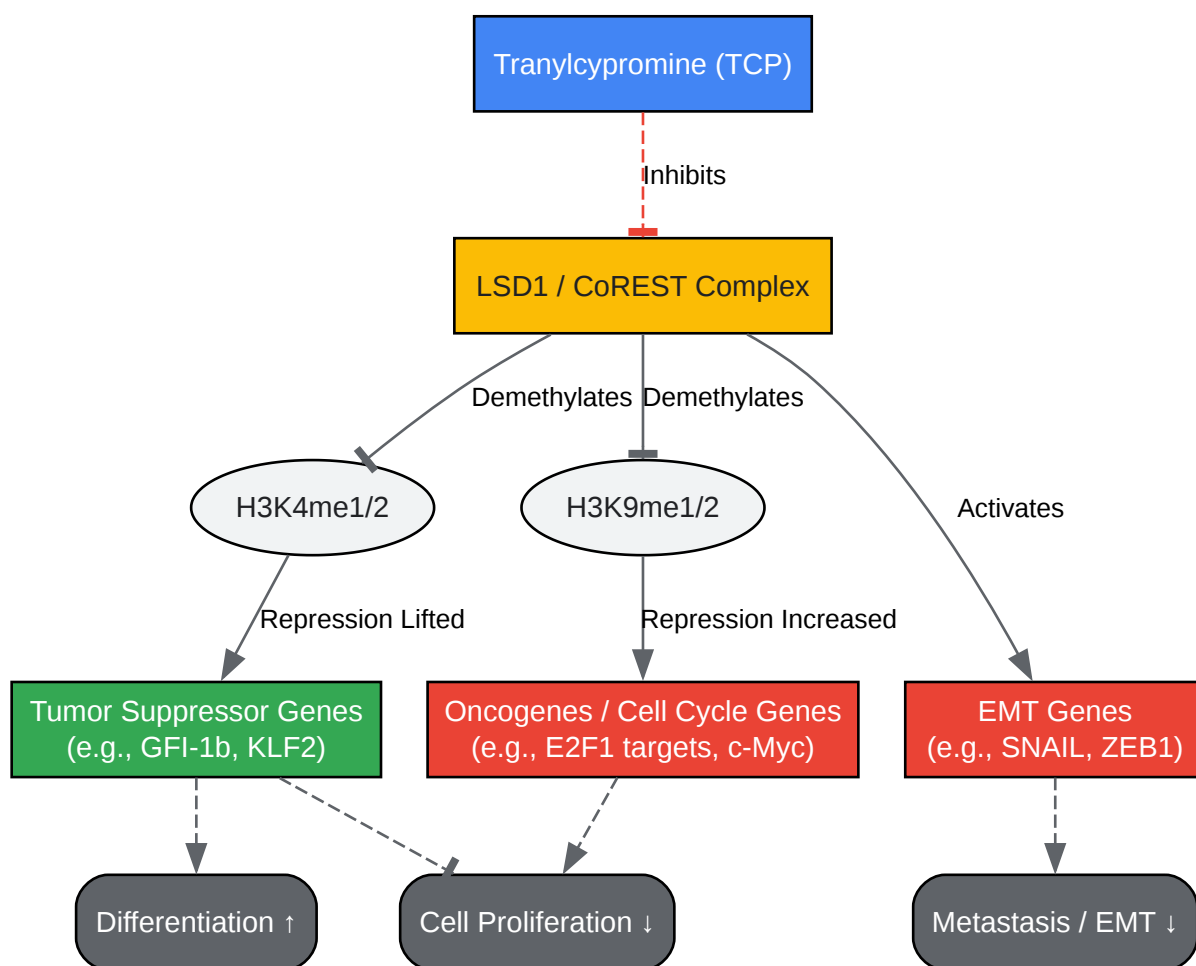 Tranylcypromine (TCP)
Inhibits
LSD1 / CoREST Complex
Demethylates
Demethylates
H3K4me1/2
H3K9me1/2
Activates
Repression Lifted
Repression Increased
Tumor Suppressor Genes
(e.g., GFI-1b, KLF2)
Oncogenes / Cell Cycle Genes
(e.g., E2F1 targets, c-Myc)
EMT Genes
(e.g., SNAIL, ZEB1)
Differentiation ↑
Cell Proliferation ↓
Metastasis / EMT ↓